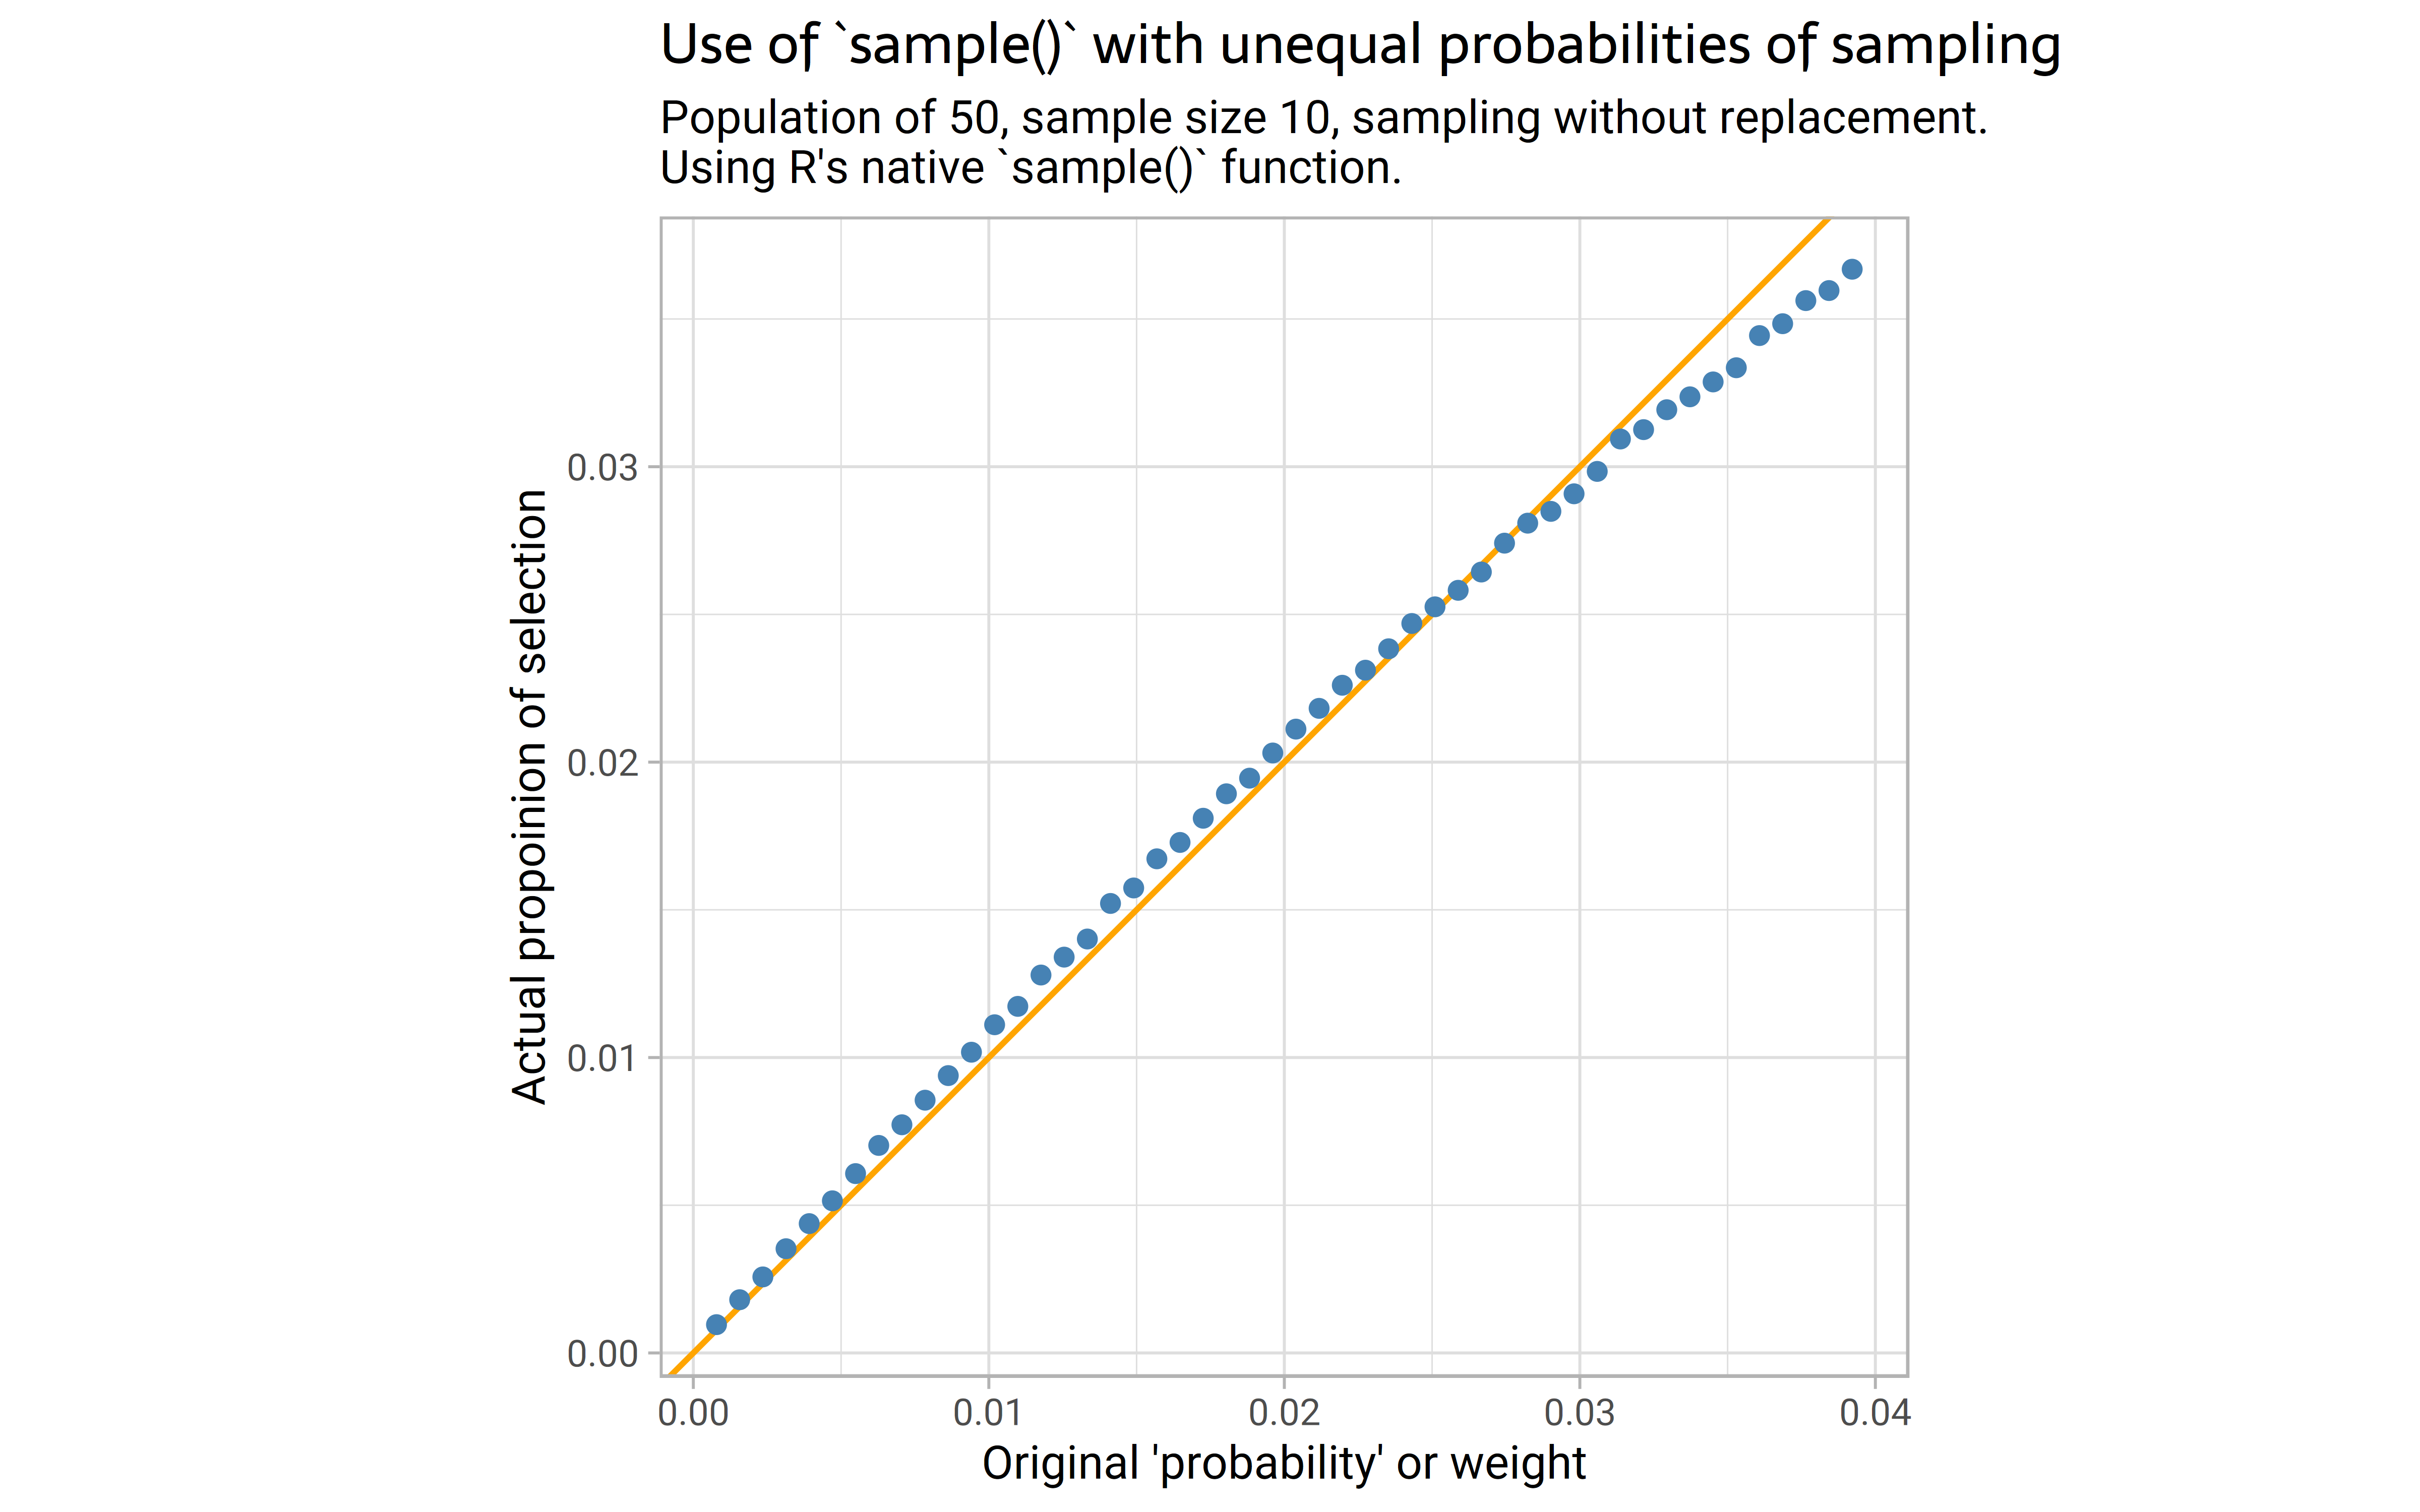 Use of `sample()` with unequal probabilities of sampling
Population of 50, sample size 10, sampling without replacement.
Using R's native `sample()` function.
Actual propoinion of selection
0.03
0.02
0.01
0.00
0.00 0.01 0.02 0.03 0.04
Original 'probability' or weight